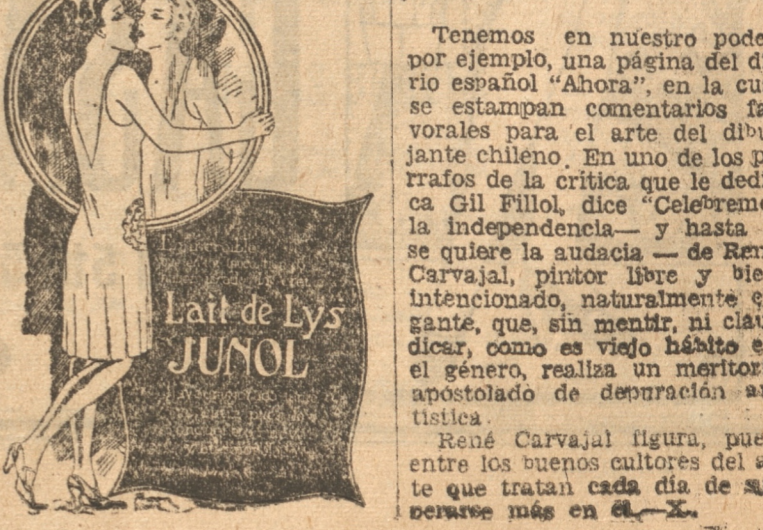 Lait de Lys
JUNOL
Tenemos en nuestro pode
por ejemplo, una página del di
rio español "Ahora", en la cu
se estampan comentarios fa
vorales para el arte del dibu
jante chileno. En uno de los p
rrafos de la crítica que le dedi
ca Gil Fillol, dice "Celebremo
la independencia— y hasta
se quiere la audacia — de Ren
Carvajal, pintor libre y bie
intencionado, naturalmente e
gante, que, sin mentir, ni clau
dicar, como es viejo hábito e
el género, realiza un meritor
apóstolado de depuración ar
tística.
René Carvajal figura, pue
entre los buenos cultores del a
te que tratan cada día de su
perarse más en él.—X.